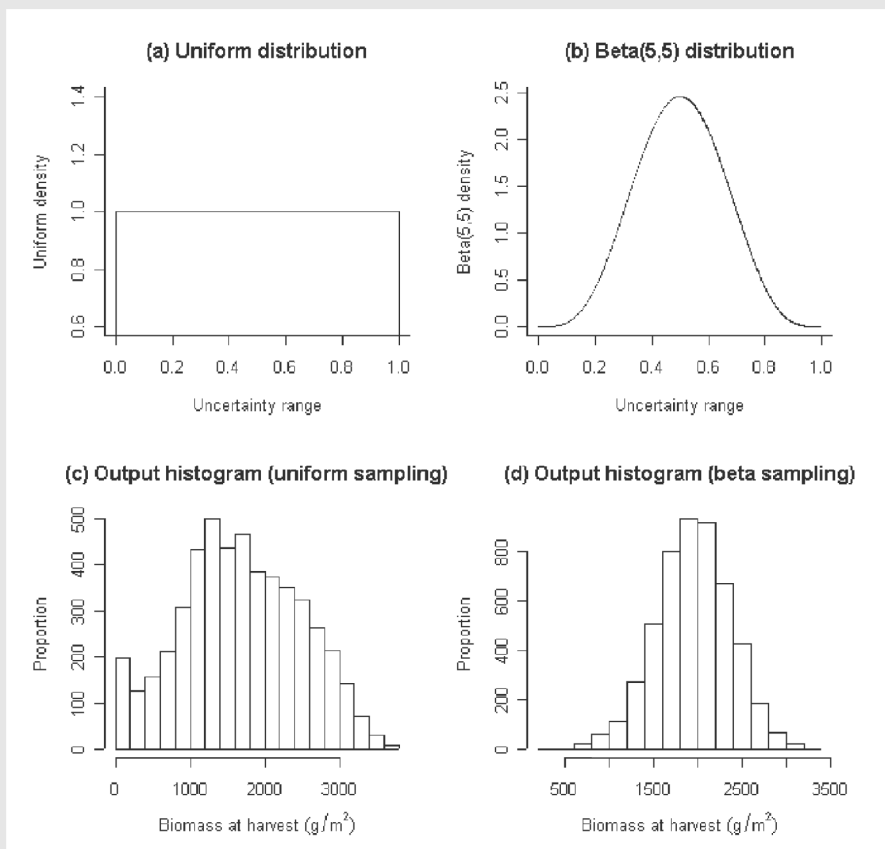 (a) Uniform distribution
Uniform density
0.6 0.8 1.0 1.2 1.4
0.0 0.2 0.4 0.6 0.8 1.0
Uncertainty range
(b) Beta(5,5) distribution
Beta(5,5) density
0.0 0.5 1.0 1.5 2.0 2.5
0.0 0.2 0.4 0.6 0.8 1.0
Uncertainty range
(c) Output histogram (uniform sampling)
Proportion
0 100 200 300 400 500
0 1000 2000 3000
Biomass at harvest (g/m²)
(d) Output histogram (beta sampling)
Proportion
0 200 400 600 800
500 1500 2500 3500
Biomass at harvest (g/m²)